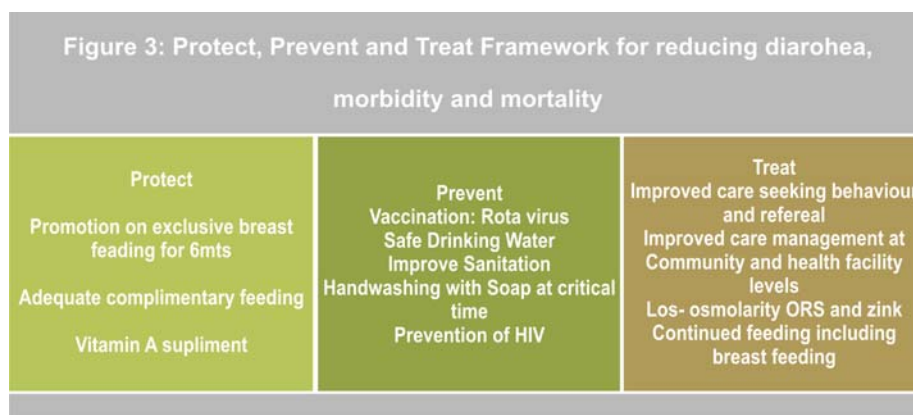 Figure 3: Protect, Prevent and Treat Framework for reducing diarohea,
morbidity and mortality
Protect
Promotion on exclusive breast
feading for 6mts
Adequate complimentary feeding
Vitamin A supliment
Prevent
Vaccination: Rota virus
Safe Drinking Water
Improve Sanitation
Handwashing with Soap at critical
time
Prevention of HIV
Treat
Improved care seeking behaviour
and refereal
Improved care management at
Community and health facility
levels
Los- osmolarity ORS and zink
Continued feeding including
breast feeding